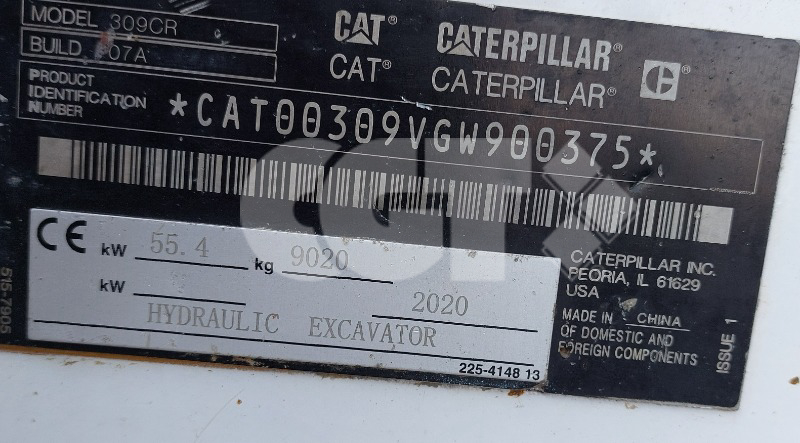 MODEL 309CR
BUILD 07A
CAT® CATERPILLAR®
CAT® CATERPILLAR® C®
PRODUCT
IDENTIFICATION
NUMBER
*CAT00309VGW900375*
CE kW 55.4 kg 9020
kW 2020
HYDRAULIC EXCAVATOR
225-4148 13
CATERPILLAR INC.
PEORIA, IL 61629
USA
MADE IN CHINA
OF DOMESTIC AND
FOREIGN COMPONENTS
ISSUE 1
515-7905